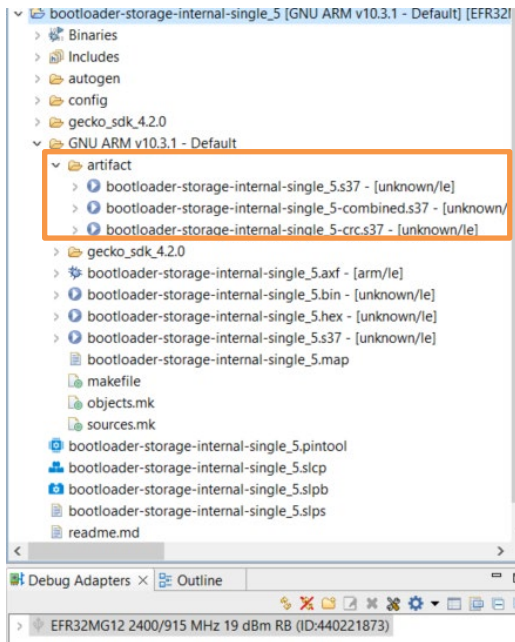 bootloader-storage-internal-single_5 [GNU ARM v10.3.1 - Default] [EFR32
Binaries
Includes
autogen
config
gecko_sdk_4.2.0
GNU ARM v10.3.1 - Default
artifact
bootloader-storage-internal-single_5.s37 - [unknown/le]
bootloader-storage-internal-single_5-combined.s37 - [unknown/
bootloader-storage-internal-single_5-crc.s37 - [unknown/le]
gecko_sdk_4.2.0
bootloader-storage-internal-single_5.axf - [arm/le]
bootloader-storage-internal-single_5.bin - [unknown/le]
bootloader-storage-internal-single_5.hex - [unknown/le]
bootloader-storage-internal-single_5.s37 - [unknown/le]
bootloader-storage-internal-single_5.map
makefile
objects.mk
sources.mk
bootloader-storage-internal-single_5.pintool
bootloader-storage-internal-single_5.slcp
bootloader-storage-internal-single_5.slpb
bootloader-storage-internal-single_5.slps
readme.md
Debug Adapters Outline
EFR32MG12 2400/915 MHz 19 dBm RB (ID:440221873)